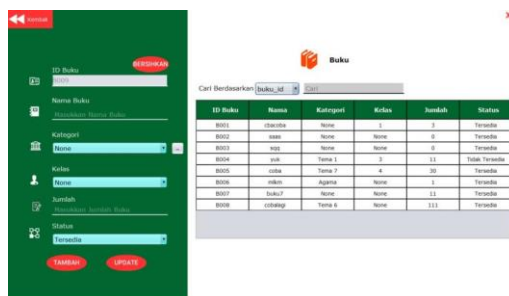 Kembali
BERSIHKAN
ID Buku
B009
Nama Buku
Masukkan Nama Buku
Kategori
None
Kelas
None
Jumlah
Masukkan Jumlah Buku
Status
Tersedia
TAMBAH UPDATE
X
Buku
Cari Berdasarkan buku_id Cari
ID Buku Nama Kategori Kelas Jumlah Status
B001 cbacoba None 1 3 Tersedia
B002 None None 0 Tersedia
B003 sqq None None 0 Tersedia
B004 yuk Tema 1 3 11 Tidak Tersedia
B005 coba Tema 7 4 30 Tersedia
B006 Agama None 1 Tersedia
B007 buku7 None None 11 Tersedia
B008 cobalagi Tema 6 None 111 Tersedia